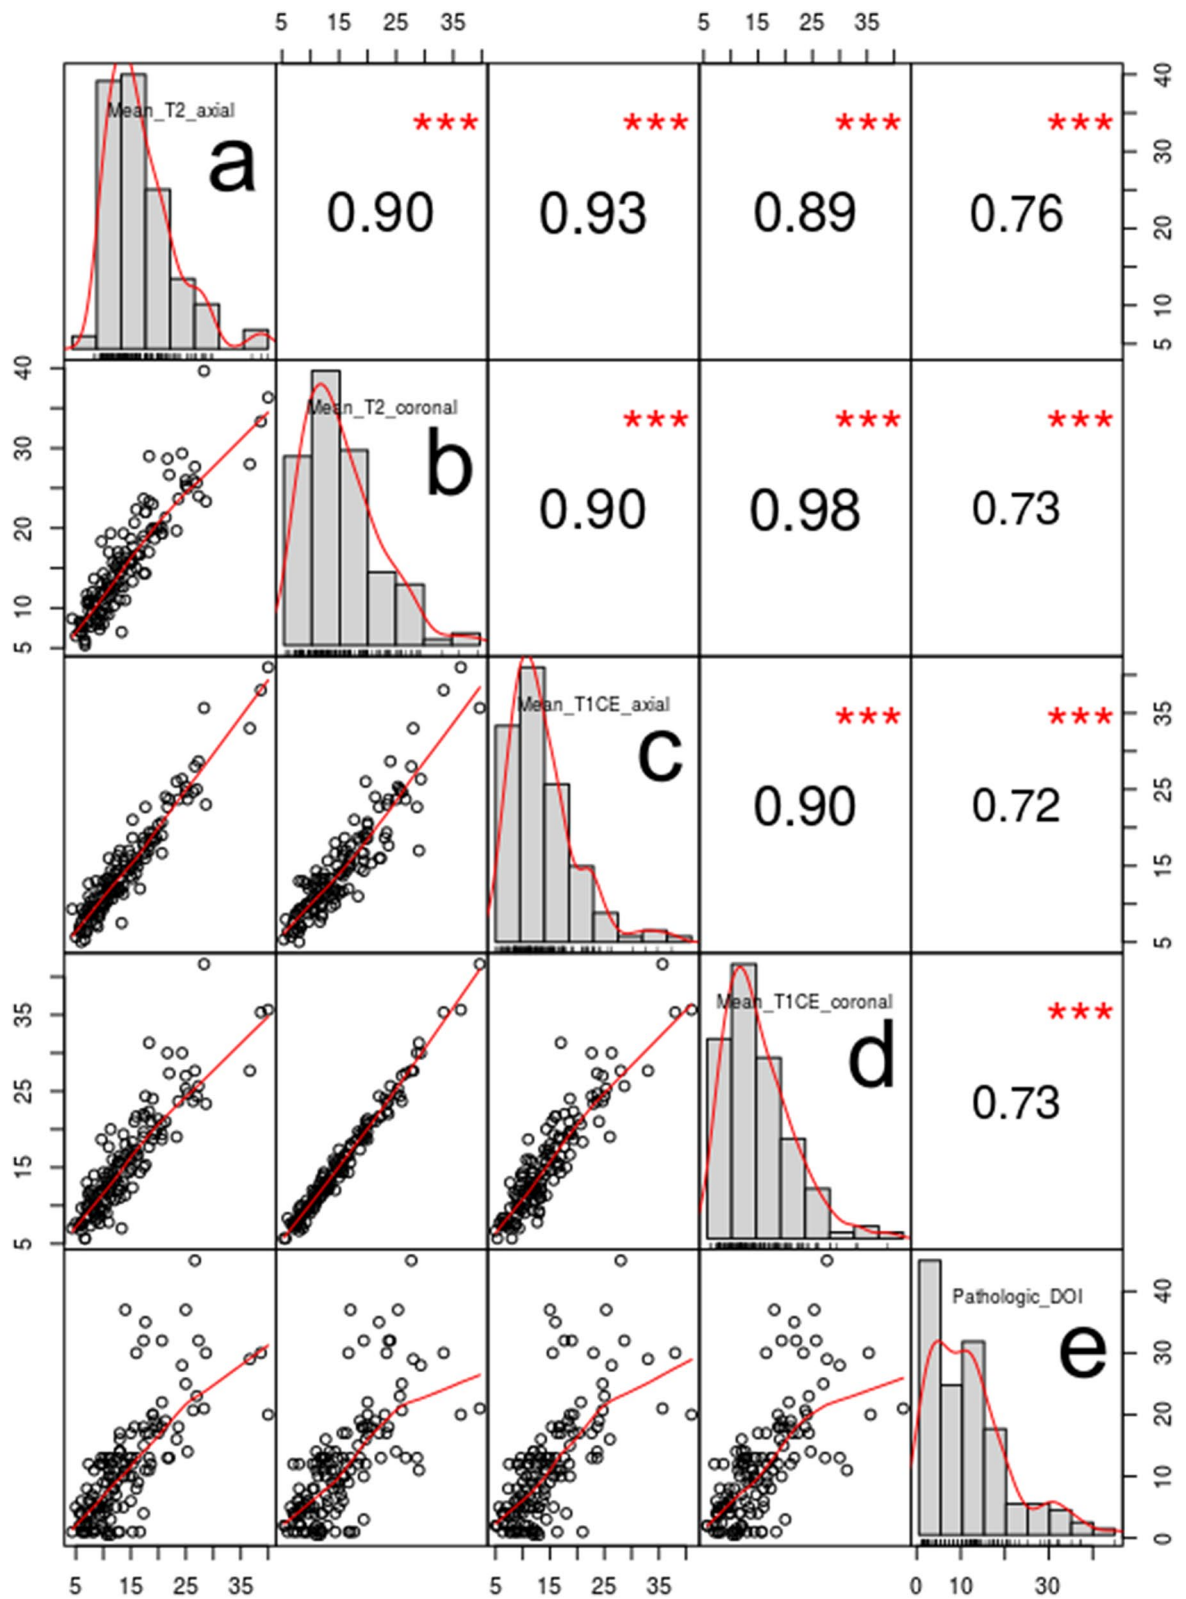 5 15 25 35 5 15 25 35
Mean_T2_axial a *** 0.90 *** 0.93 *** 0.89 *** 0.76 40 30 20 10 5
40 30 20 10 5 Mean_T2_coronal b *** 0.90 *** 0.98 *** 0.73
Mean_T1CE_axial c *** 0.90 *** 0.72 35 25 15 5
35 25 15 5 Mean_T1CE_coronal d *** 0.73
Pathologic_DOI e 40 30 20 10 0
5 15 25 35 5 15 25 35 0 10 30